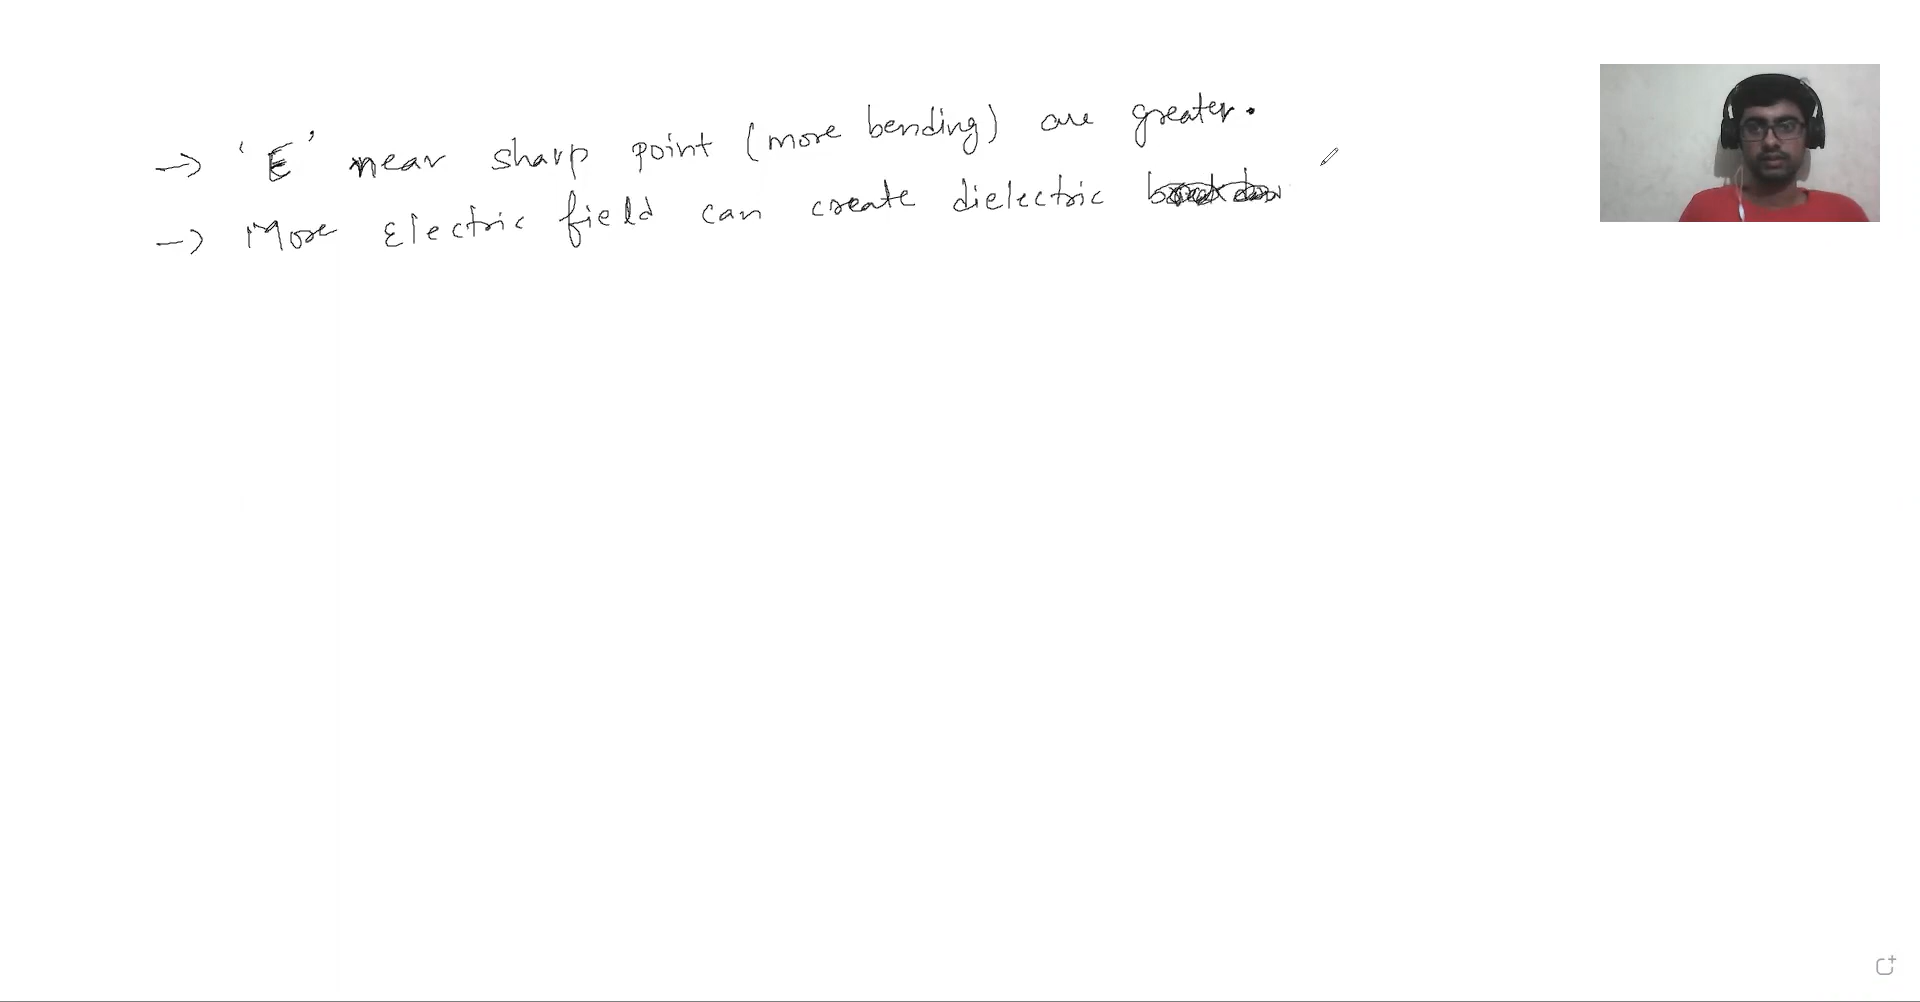 → 'E' near sharp point (more bending) are greater.
→ More Electric field can create dielectric